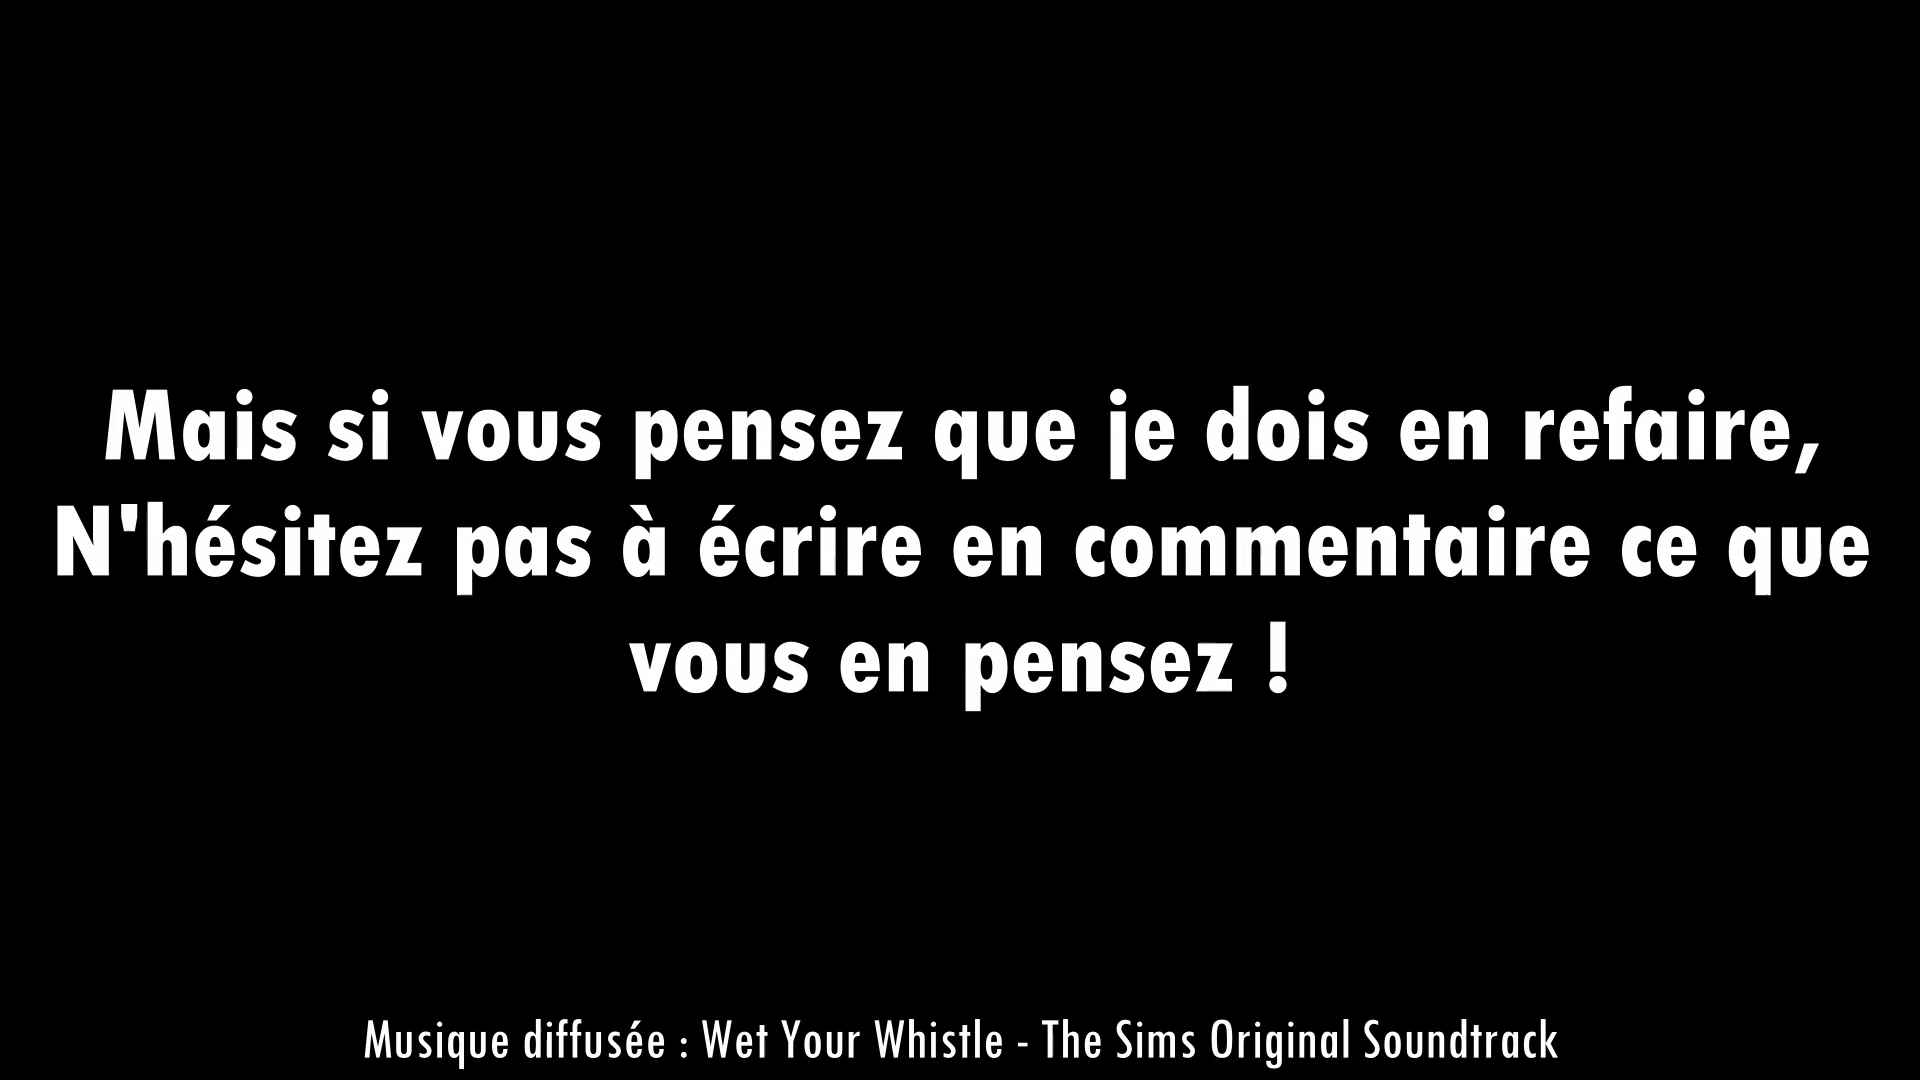 Mais si vous pensez que je dois en refaire,
N'hésitez pas à écrire en commentaire ce que
vous en pensez !
Musique diffusée : Wet Your Whistle - The Sims Original Soundtrack